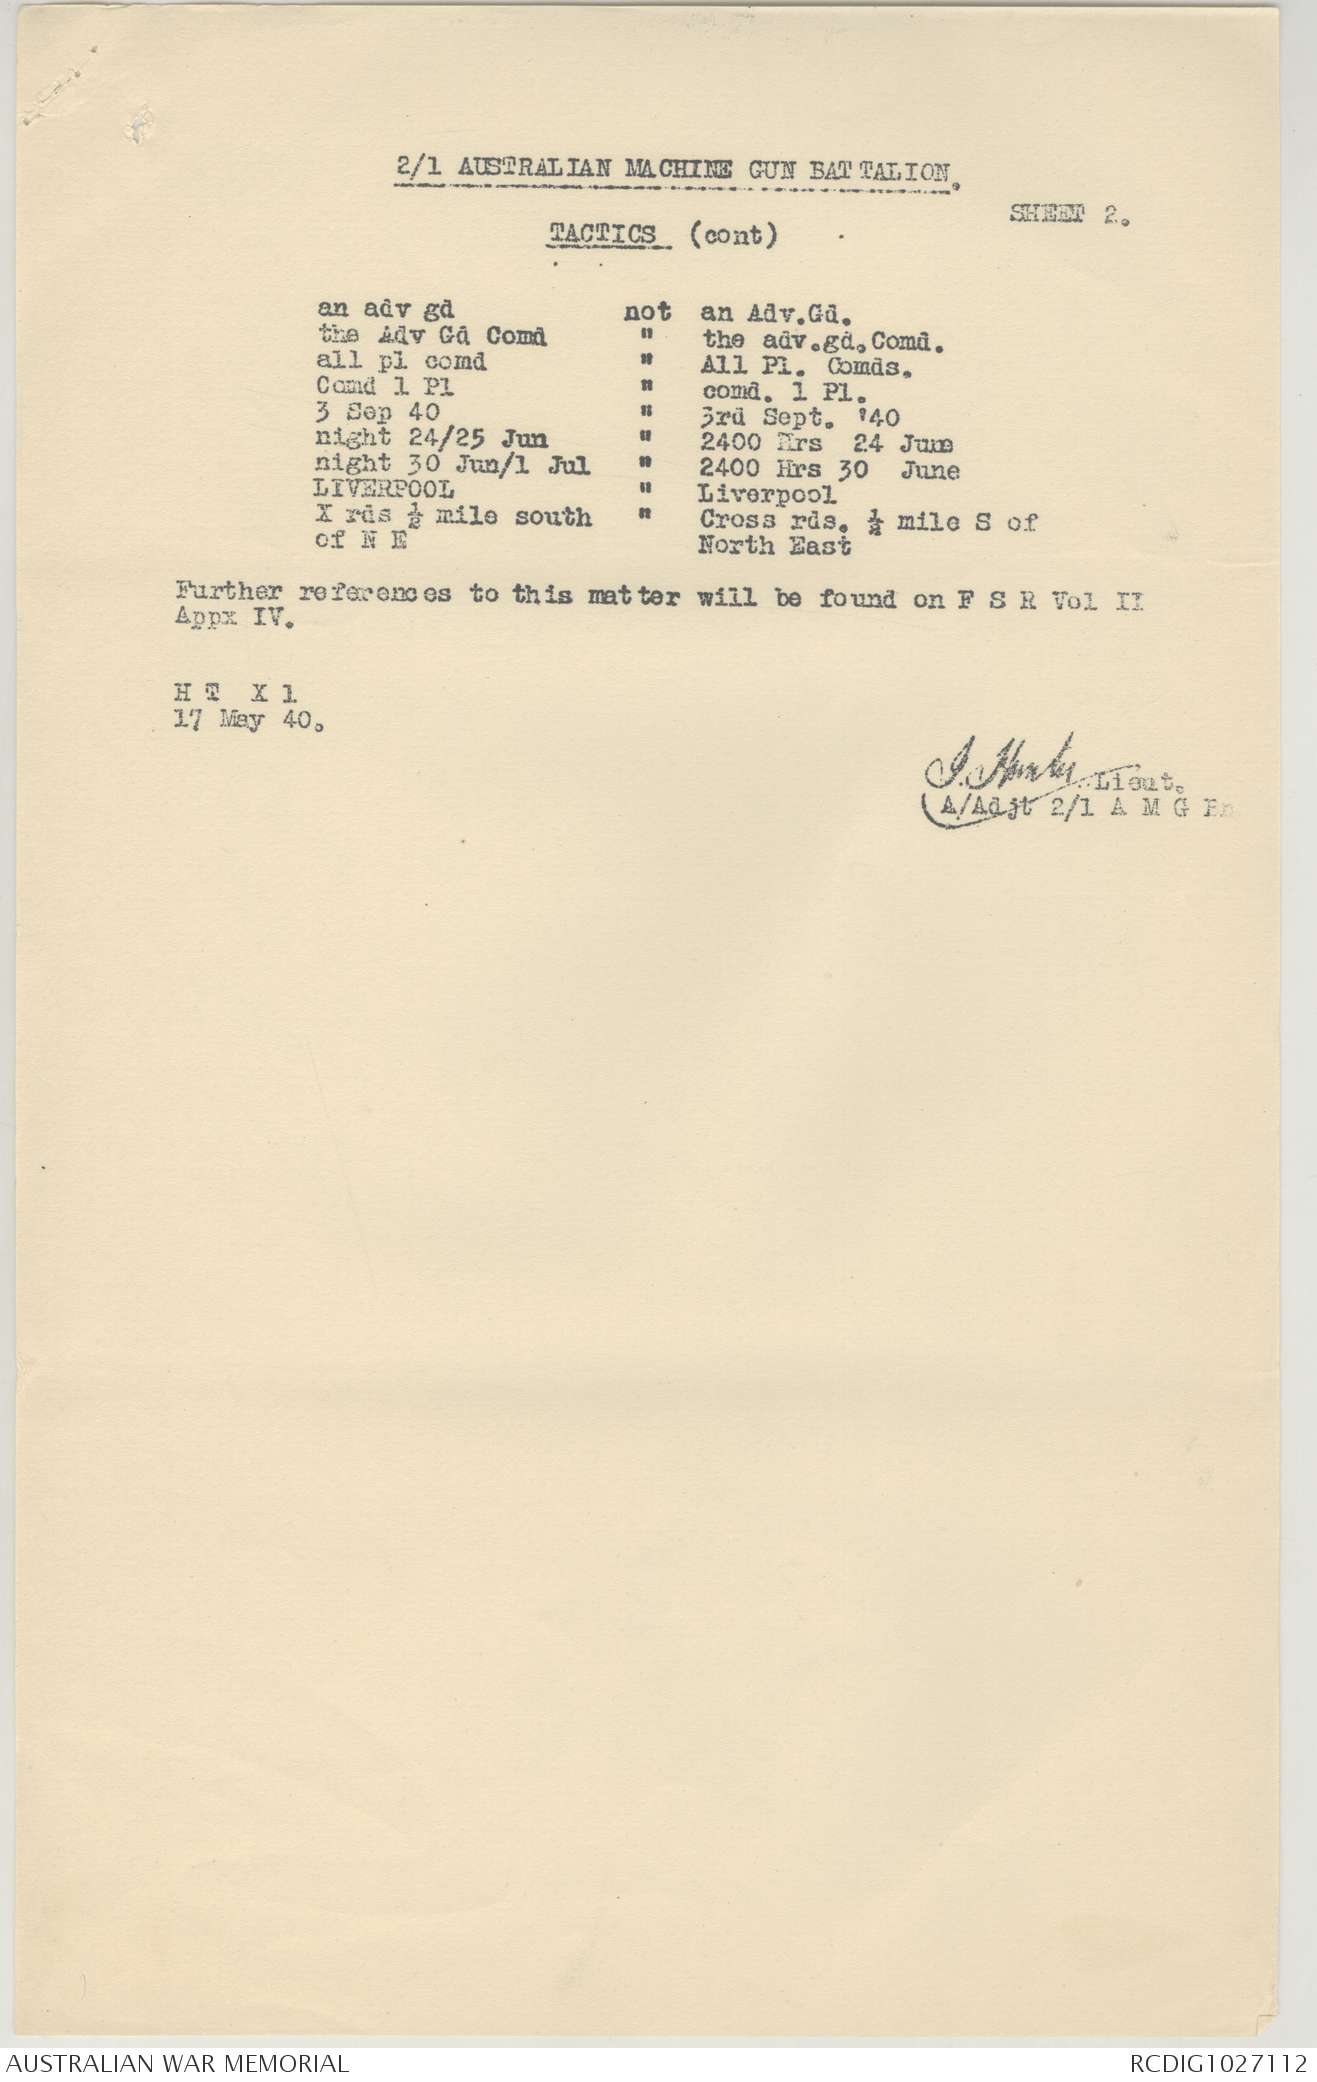 2/1 AUSTRALIAN MACHINE GUN BATTALION.
SHEET 2.
TACTICS (cont)
an adv gd not an Adv.Gd.
the Adv Gd Comd " the adv.gd.Comd.
all pl comd " All Pl. Comds.
Comd 1 Pl " comd. 1 Pl.
3 Sep 40 " 3rd Sept. '40
night 24/25 Jun " 2400 Hrs 24 June
night 30 Jun/1 Jul " 2400 Hrs 30 June
LIVERPOOL " Liverpool
X rds ½ mile south " Cross rds. ½ mile S of
of N E North East
Further references to this matter will be found on F S R Vol II
Appx IV.
H T X 1
17 May 40.
Lieut.
A/Adjt 2/1 A M G Bn
AUSTRALIAN WAR MEMORIAL RCDIG1027112